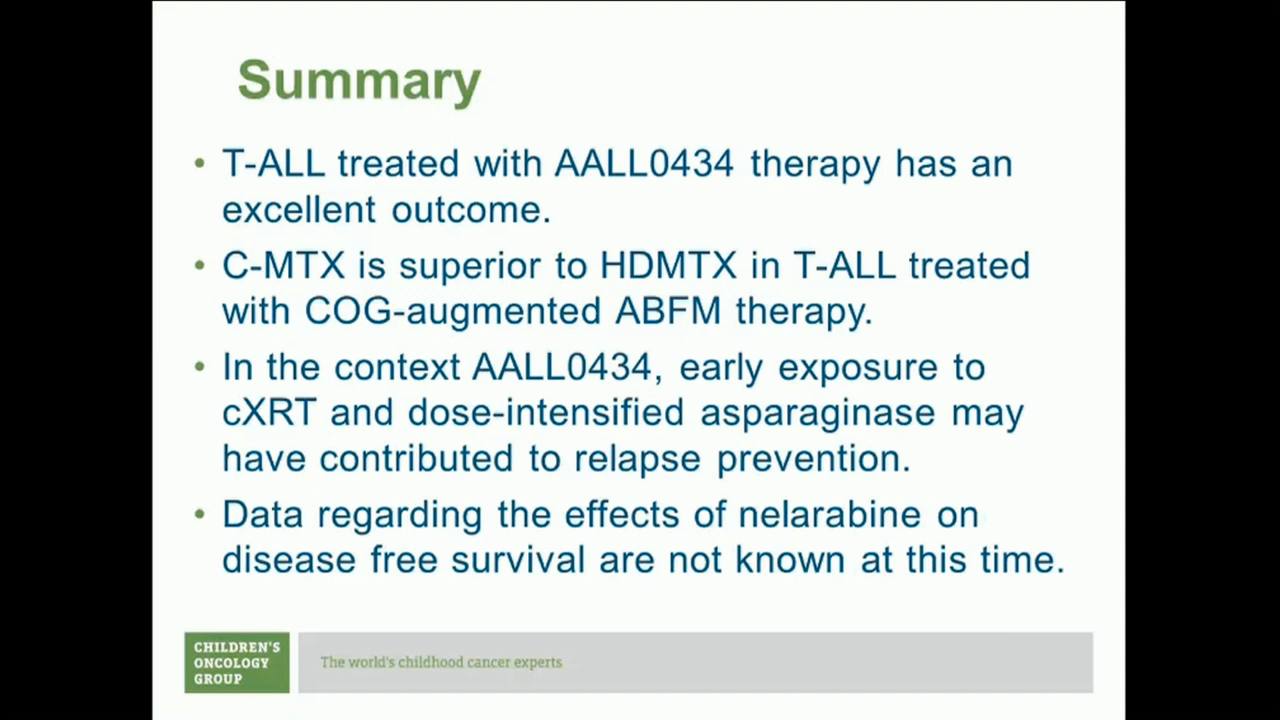 Summary
• T-ALL treated with AALL0434 therapy has an
excellent outcome.
• C-MTX is superior to HDMTX in T-ALL treated
with COG-augmented ABFM therapy.
• In the context AALL0434, early exposure to
cXRT and dose-intensified asparaginase may
have contributed to relapse prevention.
• Data regarding the effects of nelarabine on
disease free survival are not known at this time.
CHILDREN'S
ONCOLOGY
GROUP
The world's childhood cancer experts